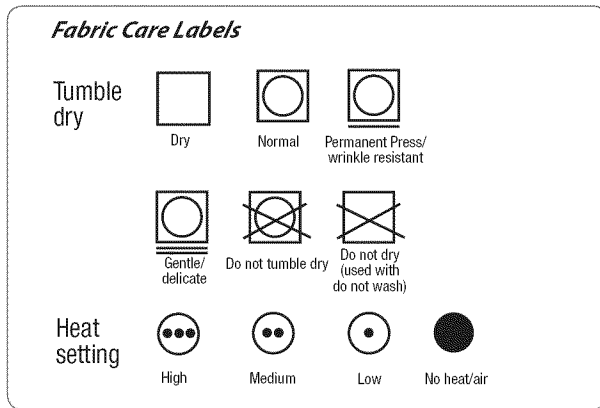 Fabric Care Labels
Tumble
dry
Dry
Normal
Permanent Press/
wrinkle resistant
Gentle/
delicate
Do not tumble dry
Do not dry
(used with
do not wash)
Heat
setting
High
Medium
Low
No heat/air